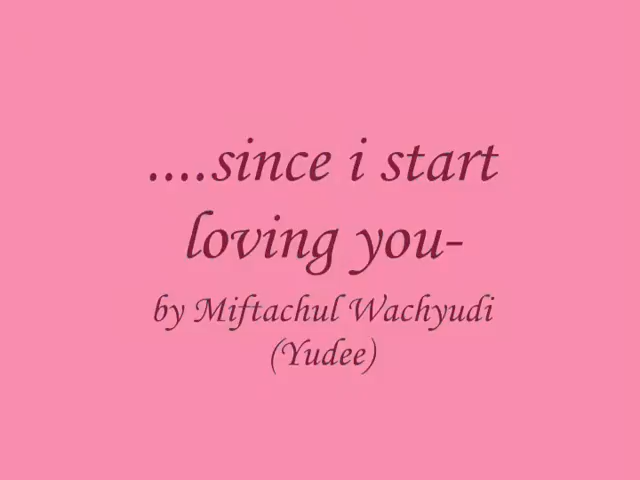 ....since i start
loving you-
by Miftachul Wachyudi
(Yudee)